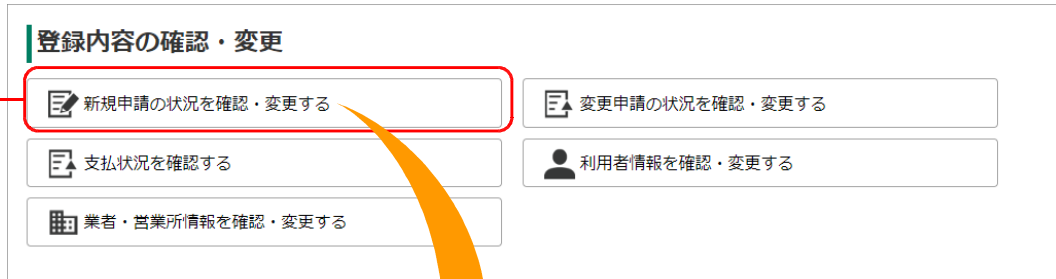 登録内容の確認・変更
新規申請の状況を確認・変更する
変更申請の状況を確認・変更する
支払状況を確認する
利用者情報を確認・変更する
業者・営業所情報を確認・変更する